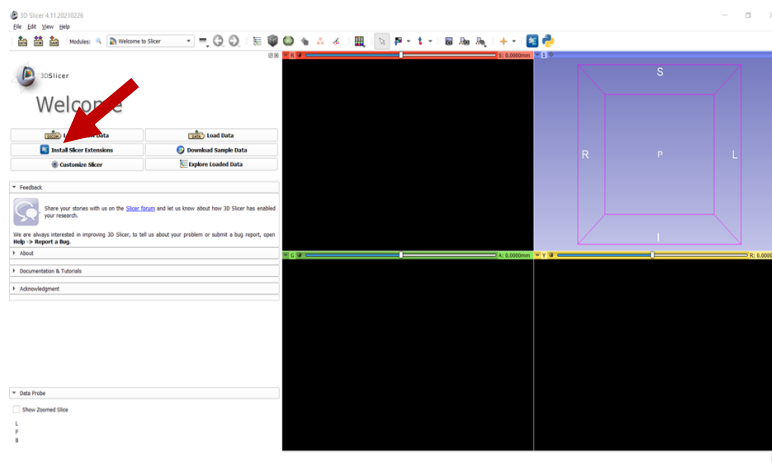 3D Slicer 4.11.20210226
File Edit View Help
Modules: Welcome to Slicer
R S: 0.0000mm 1
3DSlicer
Welcome
Data Load Data
Install Slicer Extensions Download Sample Data
Customize Slicer Explore Loaded Data
Feedback
Share your stories with us on the Slicer forum and let us know about how 3D Slicer has enabled
your research.
We are always interested in improving 3D Slicer, to tell us about your problem or submit a bug report, open
Help -> Report a Bug.
About
Documentation & Tutorials
Acknowledgment
S
R P L
I
G A: 0.0000mm Y R: 0.000
Data Probe
Show Zoomed Slice
L
F
B